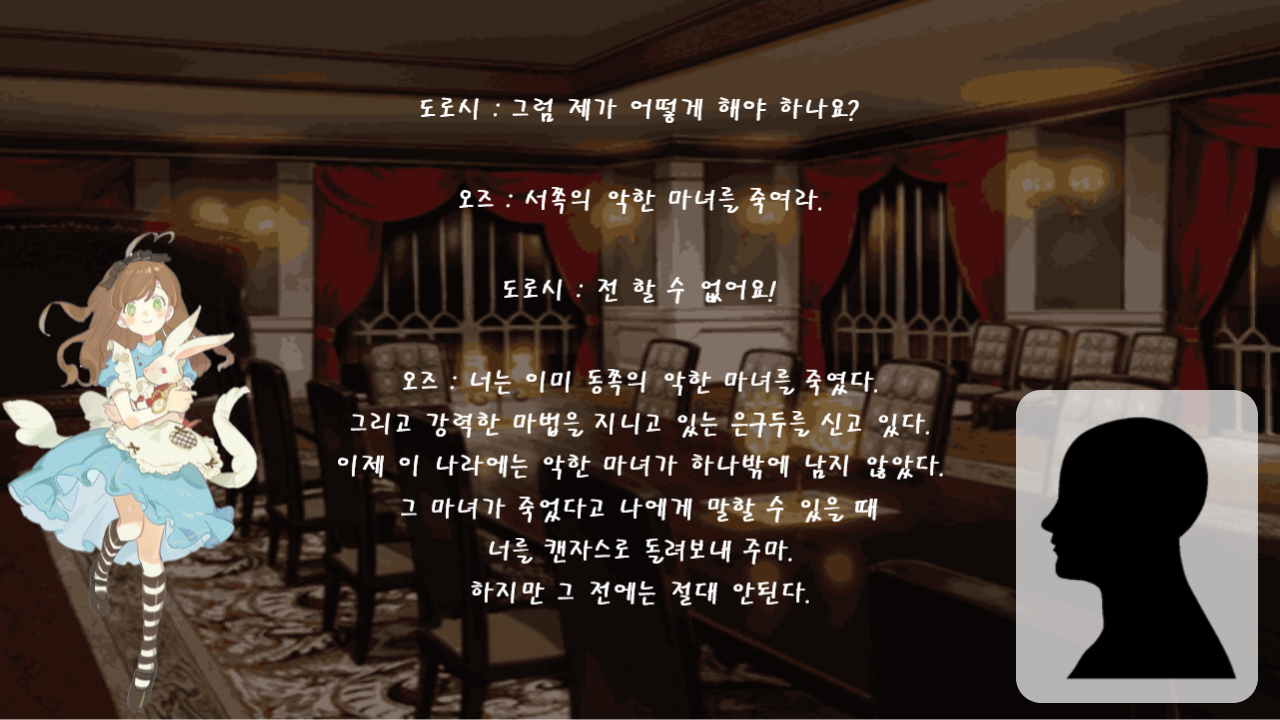 도로시 : 그럼 제가 어떻게 해야 하나요?
오즈 : 서쪽의 악한 마녀를 죽여라.
도로시 : 전 할 수 없어요!
오즈 : 너는 이미 동쪽의 악한 마녀를 죽였다.
그리고 강력한 마법을 지니고 있는 은구두를 신고 있다.
이제 이 나라에는 악한 마녀가 하나밖에 남지 않았다.
그 마녀가 죽었다고 나에게 말할 수 있을 때
너를 캔자스로 돌려보내 주마.
하지만 그 전에는 절대 안된다.